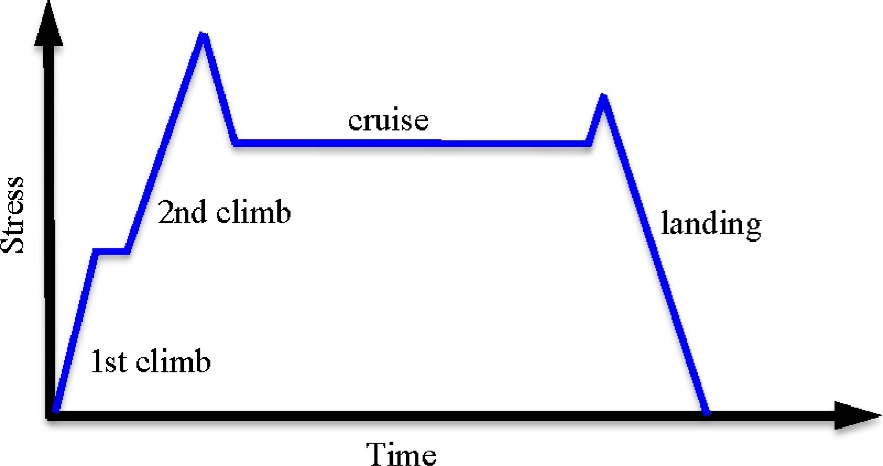 cruise
Stress
2nd climb
landing
1st climb
Time